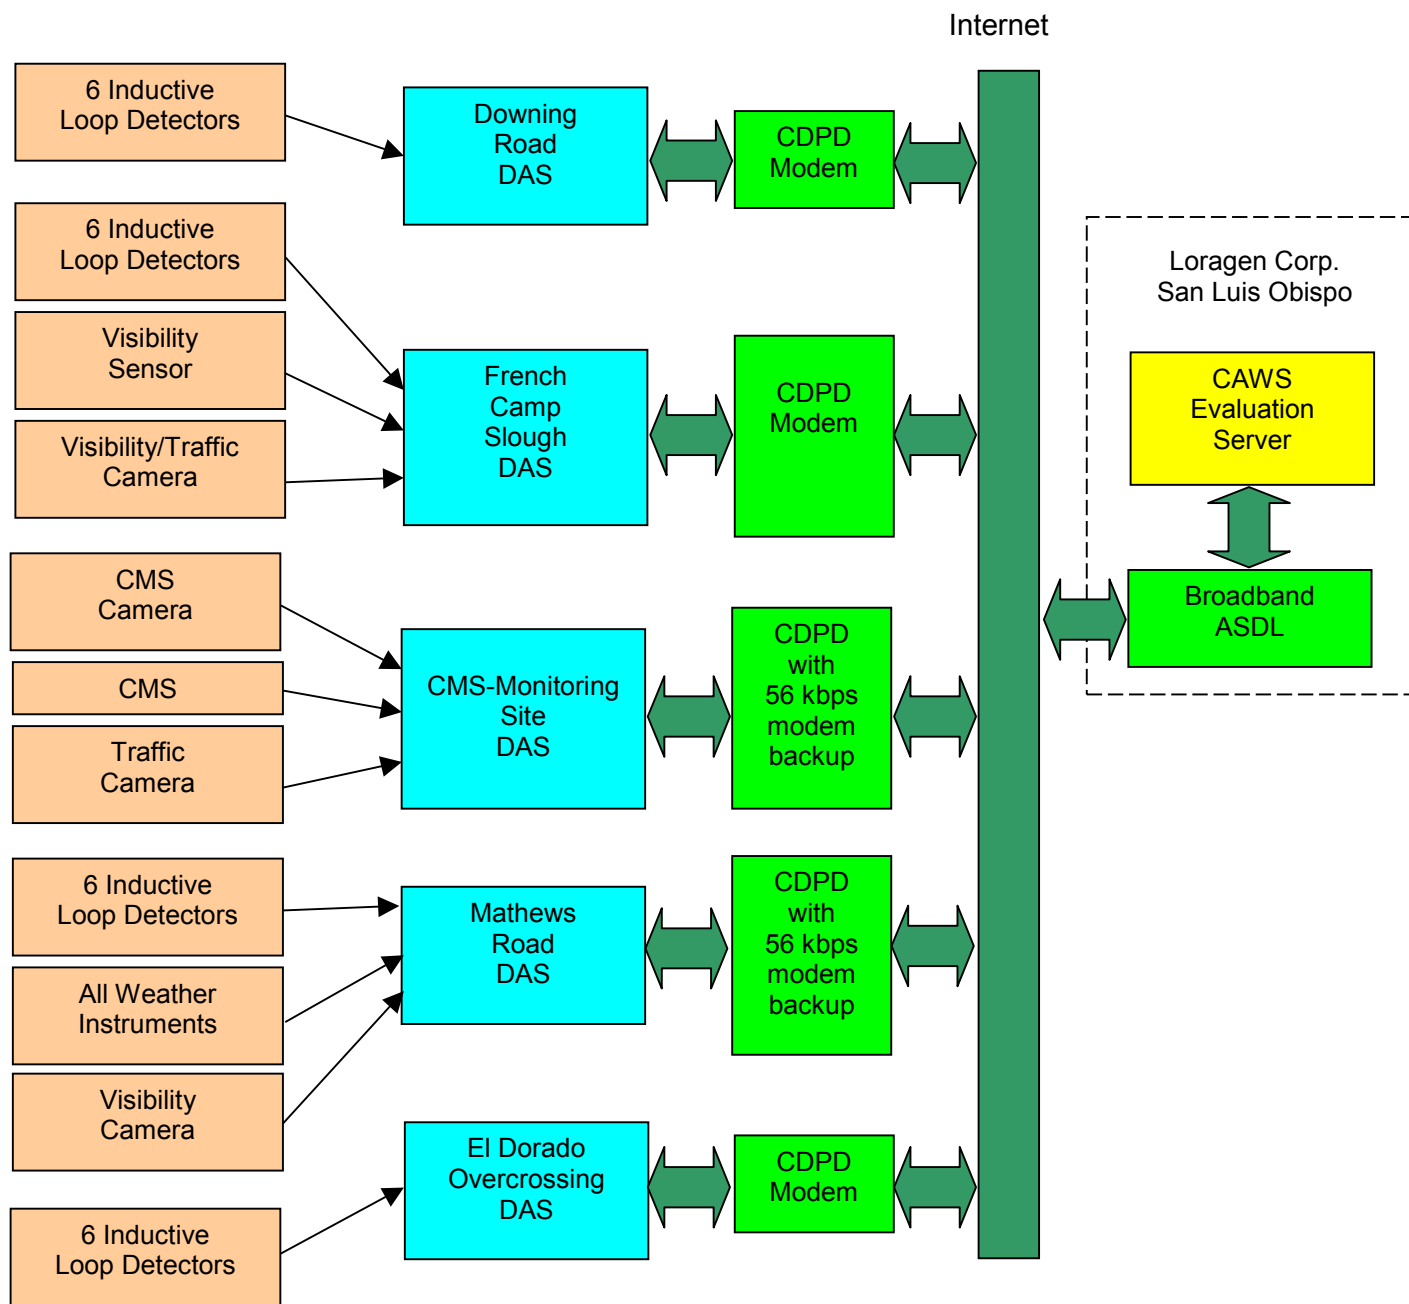 Internet
6 Inductive
Loop Detectors
Downing
Road
DAS
CDPD
Modem
6 Inductive
Loop Detectors
Visibility
Sensor
Visibility/Traffic
Camera
French
Camp
Slough
DAS
CDPD
Modem
Loragen Corp.
San Luis Obispo
CAWS
Evaluation
Server
Broadband
ASDL
CMS
Camera
CMS
Traffic
Camera
CMS-Monitoring
Site
DAS
CDPD
with
56 kbps
modem
backup
6 Inductive
Loop Detectors
All Weather
Instruments
Visibility
Camera
Mathews
Road
DAS
CDPD
with
56 kbps
modem
backup
6 Inductive
Loop Detectors
El Dorado
Overcrossing
DAS
CDPD
Modem